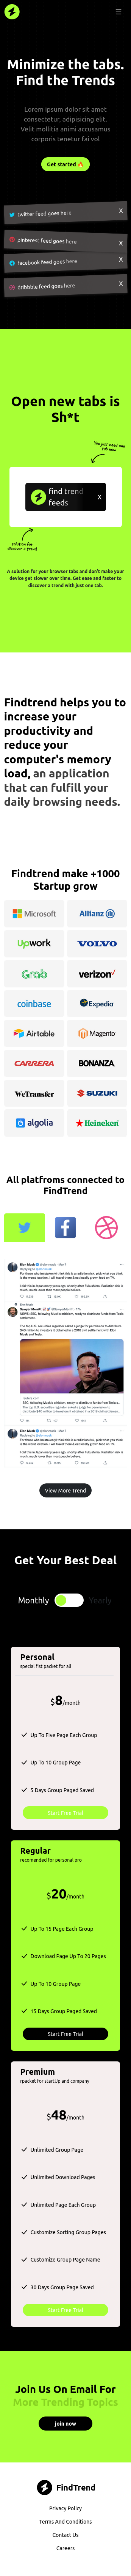 Minimize the tabs.
Find the Trends
Lorem ipsum dolor sit amet
consectetur, adipisicing elit.
Velit mollitia animi accusamus
corporis tenetur fai vol
Get started 🔥
twitter feed goes here X
pinterest feed goes here X
facebook feed goes here X
dribbble feed goes here X
Open new tabs is
Sh*t
You just need one
tab now
find trend
feeds
X
solution for
discover a trend
A solution for your browser tabs and don't make your
device get slower over time. Get ease and faster to
discover a trend with just one tab.
Findtrend helps you to
increase your
productivity and
reduce your
computer's memory
load, an application
that can fulfill your
daily browsing needs.
Findtrend make +1000
Startup grow
Microsoft
Allianz
Upwork
VOLVO
Grab
verizon
coinbase
Expedia
Airtable
Magento
CARRERA
BONANZA
WeTransfer
SUZUKI
algolia
Heineken
All platfroms connected to
FindTrend
View More Trend
Get Your Best Deal
Monthly
Yearly
Personal
special fist packet for all
$8/month
Up To Five Page Each Group
Up To 10 Group Page
5 Days Group Paged Saved
Start Free Trial
Regular
recomended for personal pro
$20/month
Up To 15 Page Each Group
Download Page Up To 20 Pages
Up To 10 Group Page
15 Days Group Paged Saved
Start Free Trial
Premium
rpacket for startUp and company
$48/month
Unlimited Group Page
Unlimited Download Pages
Unlimited Page Each Group
Customize Sorting Group Pages
Customize Group Page Name
30 Days Group Page Saved
Start Free Trial
Join Us On Email For
More Trending Topics
Join now
FindTrend
Privacy Policy
Terms And Conditions
Contact Us
Careers